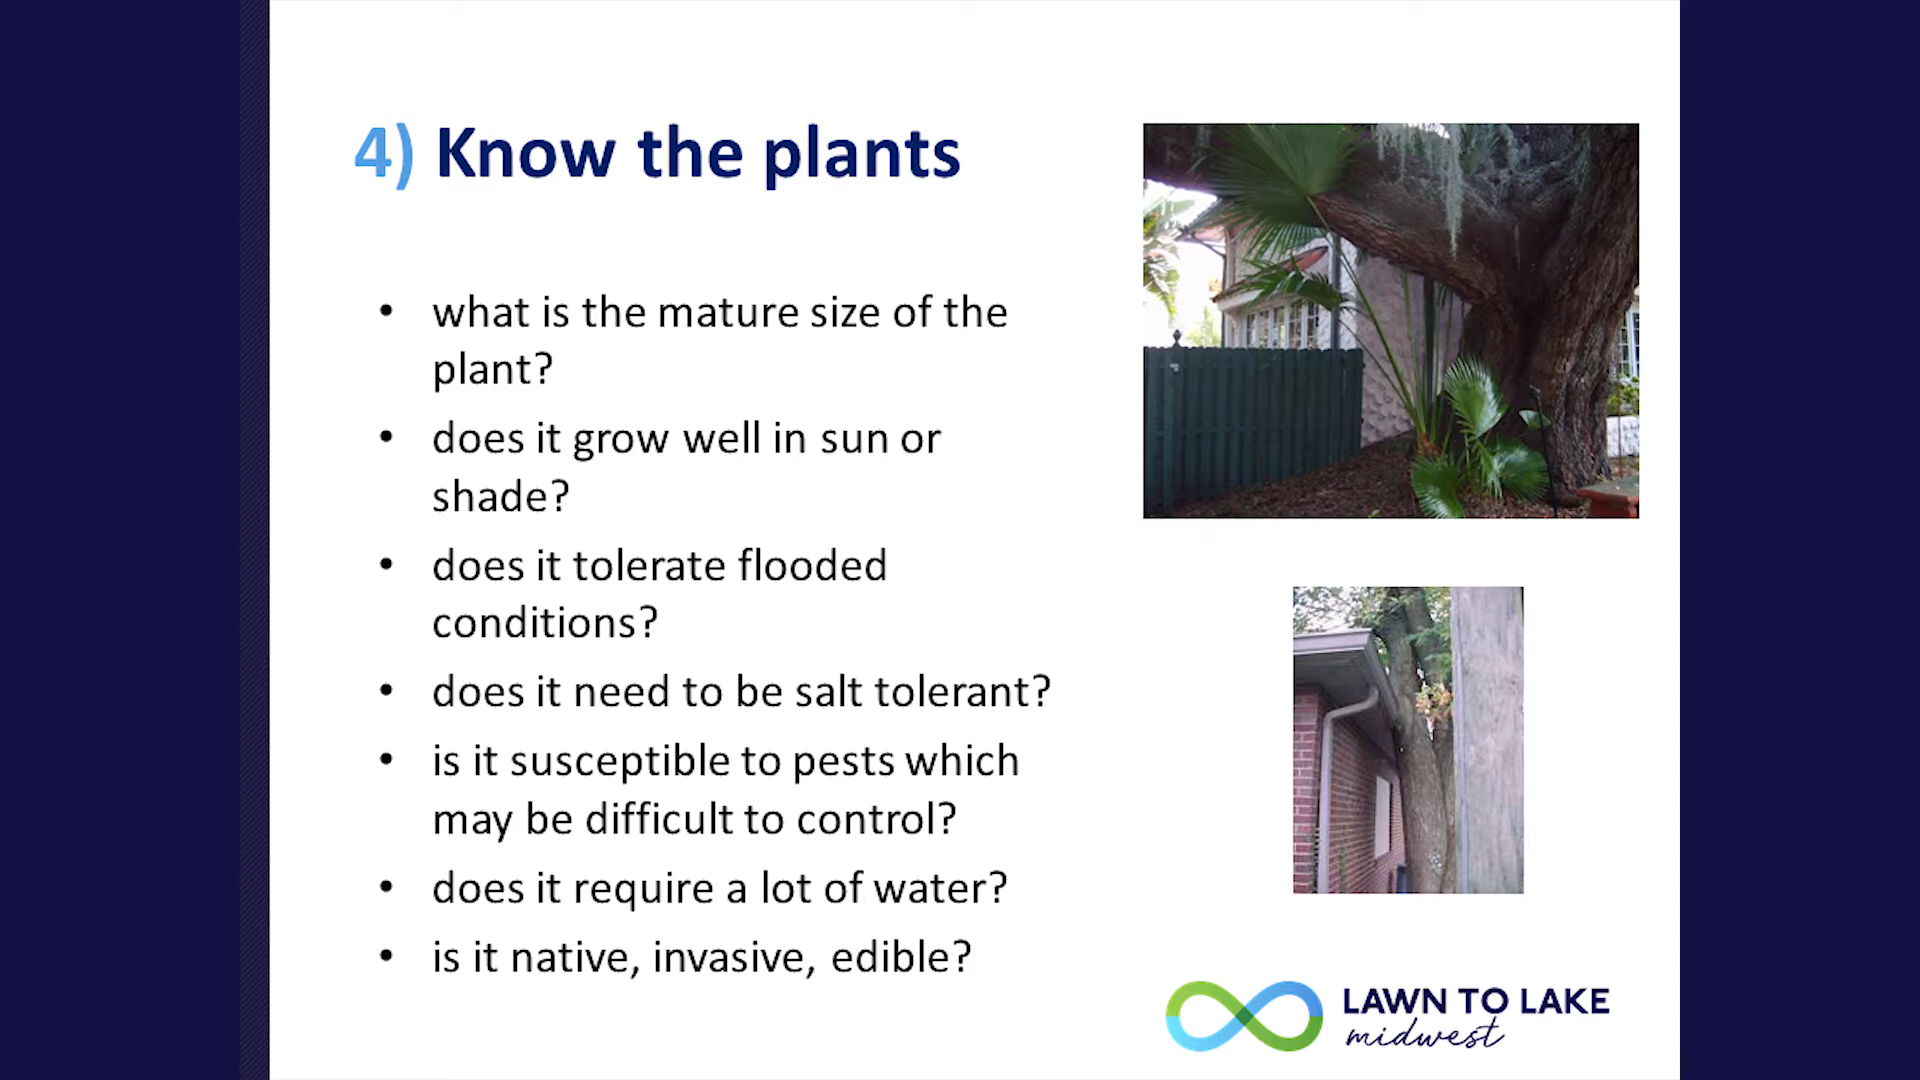 4) Know the plants
• what is the mature size of the
plant?
• does it grow well in sun or
shade?
• does it tolerate flooded
conditions?
• does it need to be salt tolerant?
• is it susceptible to pests which
may be difficult to control?
• does it require a lot of water?
• is it native, invasive, edible?
LAWN TO LAKE
midwest